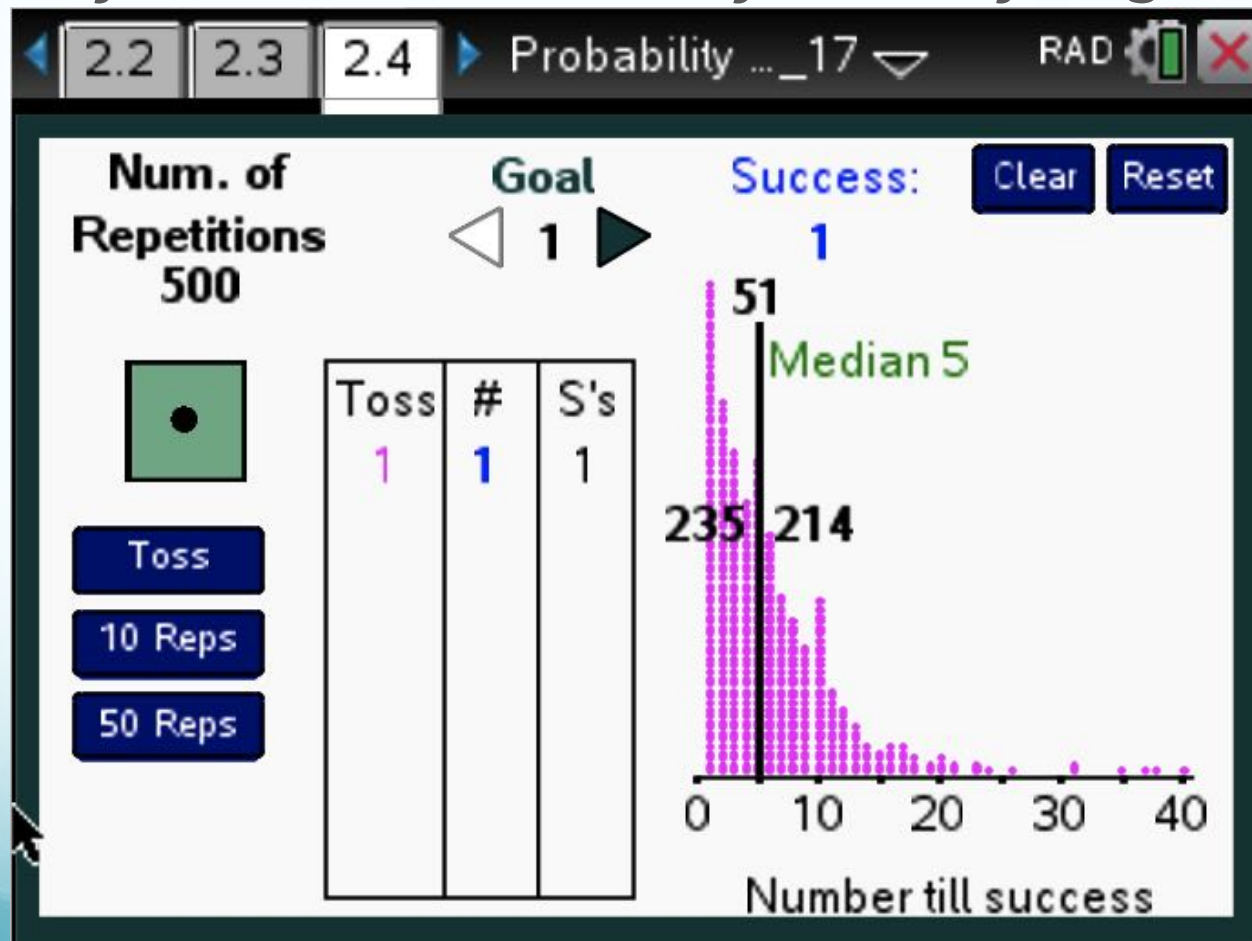 2.2 2.3 2.4 Probability ..._17 RAD
Num. of
Repetitions
500
Goal
1
Success:
1
Clear Reset
Toss # S's
1 1 1
Toss
10 Reps
50 Reps
51
Median 5
235 214
0 10 20 30 40
Number till success